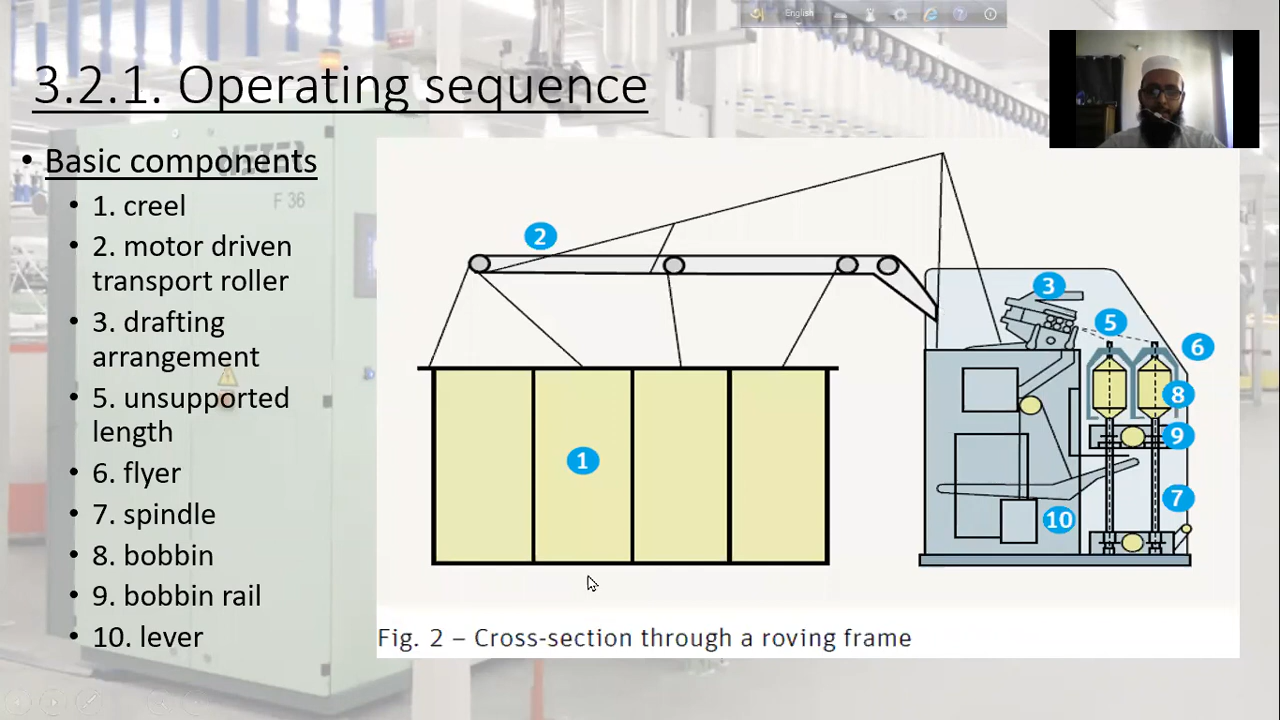 English
3.2.1. Operating sequence
• Basic components
• 1. creel
• 2. motor driven
transport roller
• 3. drafting
arrangement
• 5. unsupported
length
• 6. flyer
• 7. spindle
• 8. bobbin
• 9. bobbin rail
• 10. lever
F 36
2
3
5
6
8
9
1
7
10
Fig. 2 – Cross-section through a roving frame